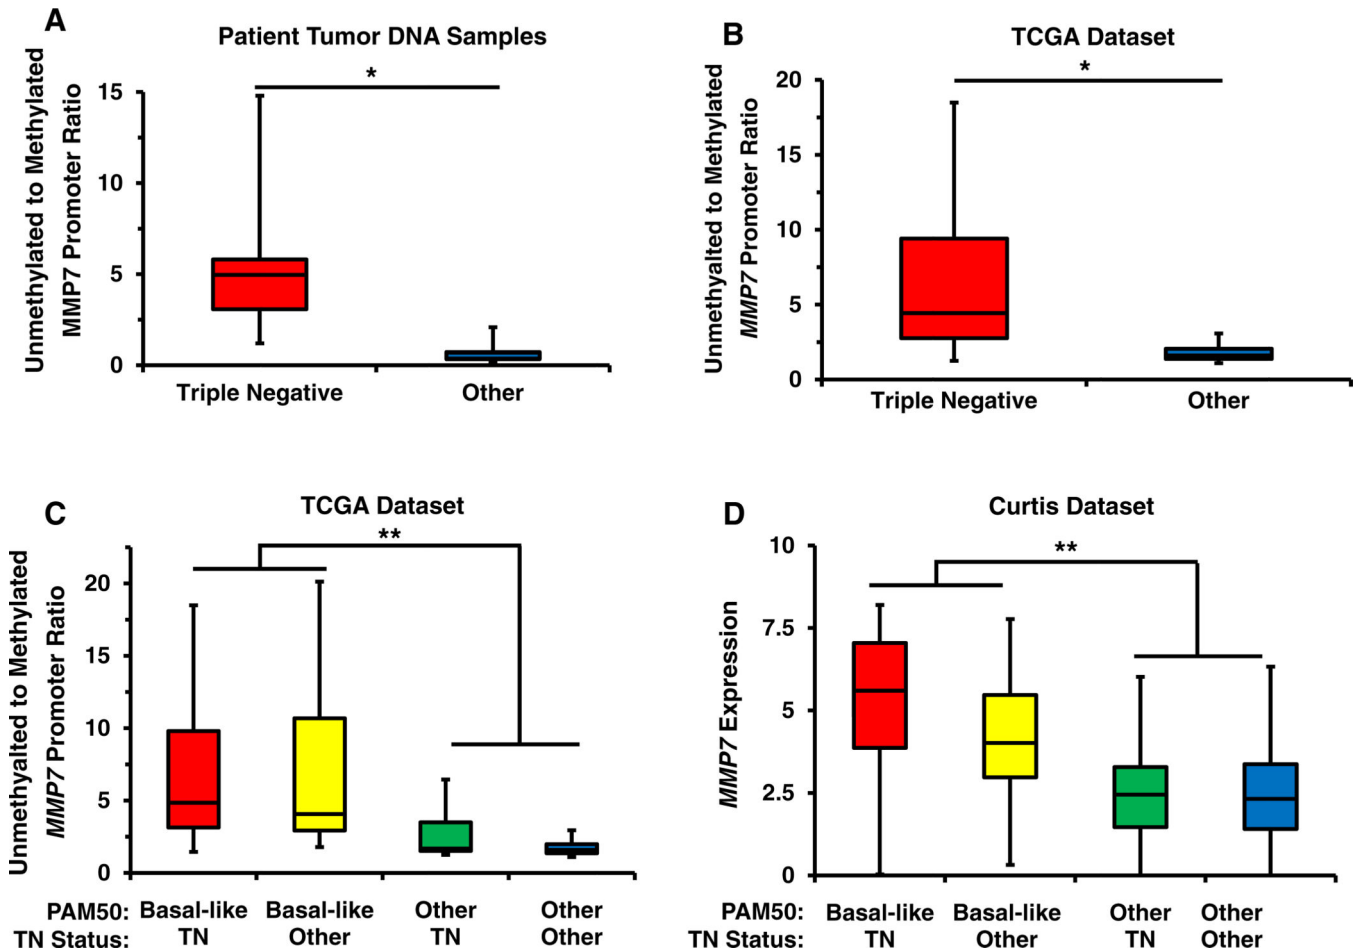 A
Patient Tumor DNA Samples
Unmethylated to Methylated
MMP7 Promoter Ratio
*
15
10
5
0
Triple Negative
Other
B
TCGA Dataset
Unmethyalted to Methylated
MMP7 Promoter Ratio
*
20
15
10
5
0
Triple Negative
Other
C
TCGA Dataset
Unmethyalted to Methylated
MMP7 Promoter Ratio
**
20
15
10
5
0
PAM50: Basal-like Basal-like Other Other
TN Status: TN Other TN Other
D
Curtis Dataset
MMP7 Expression
**
10
7.5
5
2.5
0
PAM50: Basal-like Basal-like Other Other
TN Status: TN Other TN Other